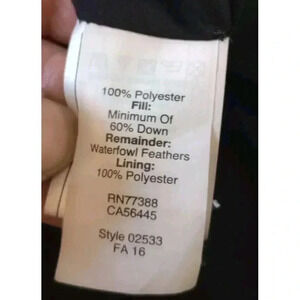 100% Polyester
Fill:
Minimum Of
60% Down
Remainder:
Waterfowl Feathers
Lining:
100% Polyester
RN77388
CA56445
Style 02533
FA 16